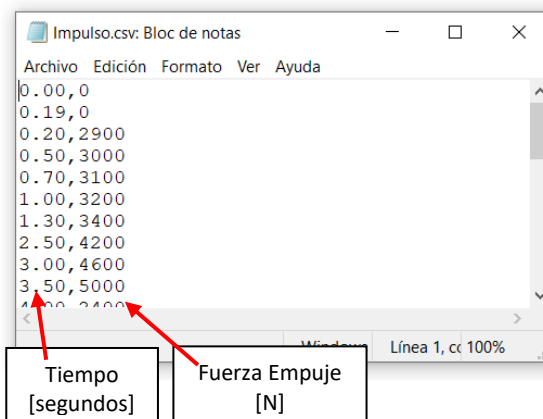 Impulso.csv: Bloc de notas
Archivo Edición Formato Ver Ayuda
0.00,0
0.19,0
0.20,2900
0.50,3000
0.70,3100
1.00,3200
1.30,3400
2.50,4200
3.00,4600
3.50,5000
Línea 1, cc 100%
Tiempo
[segundos]
Fuerza Empuje
[N]